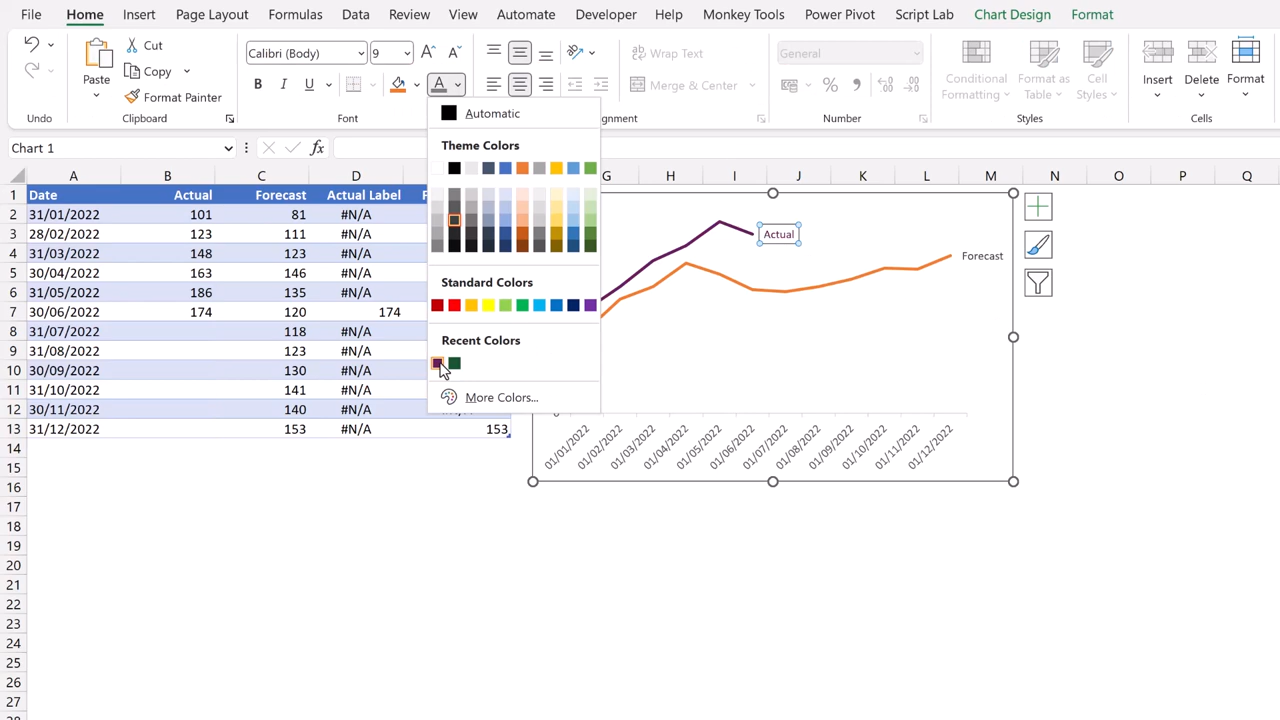 File Home Insert Page Layout Formulas Data Review View Automate Developer Help Monkey Tools Power Pivot Script Lab Chart Design Format
Undo
Paste
Cut
Copy
Format Painter
Clipboard
Calibri (Body) 9
B I U A
Font
ab Wrap Text
Merge & Center
General
% 9
Number
Conditional Formatting
Format as Table
Cell Styles
Styles
Insert
Delete
Format
Cells
Automatic
Theme Colors
Standard Colors
Recent Colors
More Colors...
Chart 1 fx
A B C D G H I J K L M N O P Q
1 Date Actual Forecast Actual Label
2 31/01/2022 101 81 #N/A
3 28/02/2022 123 111 #N/A
4 31/03/2022 148 123 #N/A
5 30/04/2022 163 146 #N/A
6 31/05/2022 186 135 #N/A
7 30/06/2022 174 120 174
8 31/07/2022 118 #N/A
9 31/08/2022 123 #N/A
10 30/09/2022 130 #N/A
11 31/10/2022 141 #N/A
12 30/11/2022 140 #N/A
13 31/12/2022 153 #N/A 153
14
15
16
17
18
19
20
21
22
23
24
25
26
27
Actual
Forecast
01/01/2022 01/02/2022 01/03/2022 01/04/2022 01/05/2022 01/06/2022 01/07/2022 01/08/2022 01/09/2022 01/10/2022 01/11/2022 01/12/2022